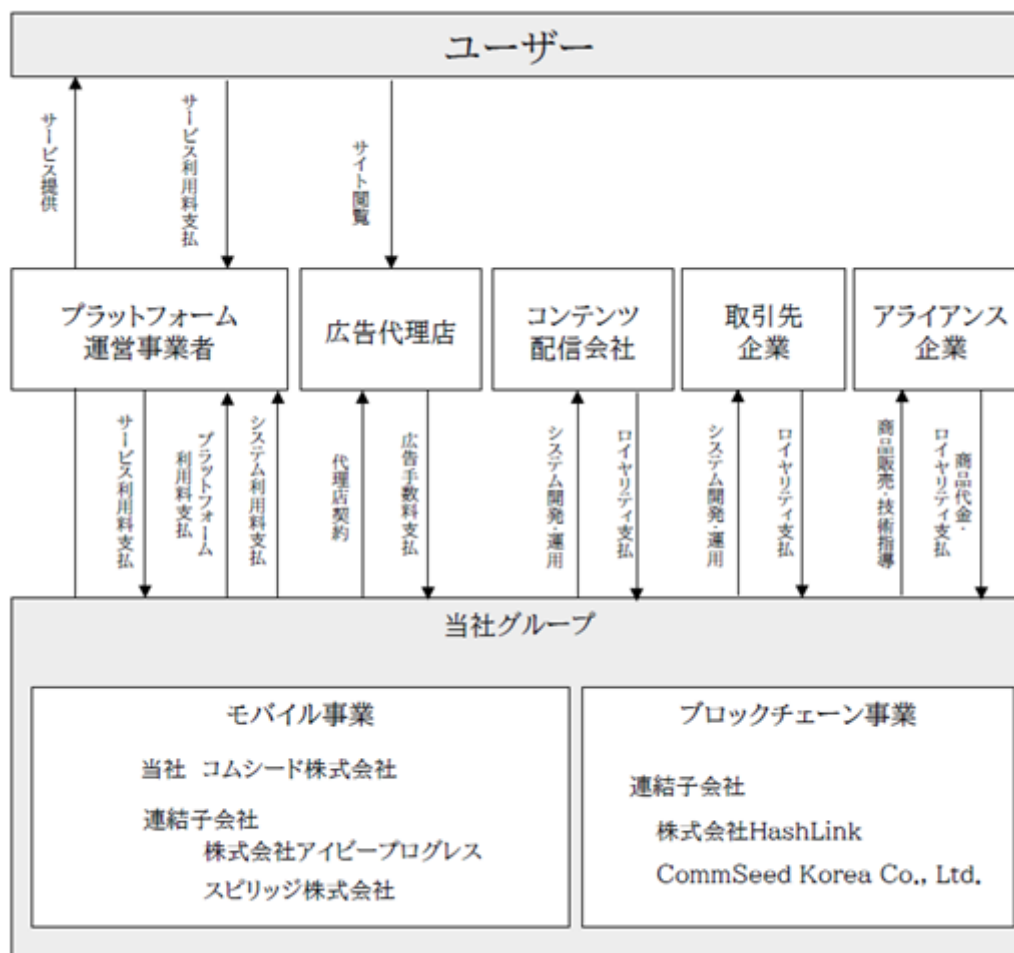 ユーザー
サービス提供
サービス利用料支払
サイト閲覧
プラットフォーム
運営事業者
広告代理店
コンテンツ
配信会社
取引先
企業
アライアンス
企業
サービス利用料支払
プラットフォーム
利用料支払
システム利用料支払
代理店契約
広告手数料支払
システム開発・運用
ロイヤリティ支払
システム開発・運用
ロイヤリティ支払
商品販売・技術指導
商品代金・
ロイヤリティ支払
当社グループ
モバイル事業
当社 コムシード株式会社
連結子会社
株式会社アイビープログレス
スピリッジ株式会社
ブロックチェーン事業
連結子会社
株式会社HashLink
CommSeed Korea Co., Ltd.